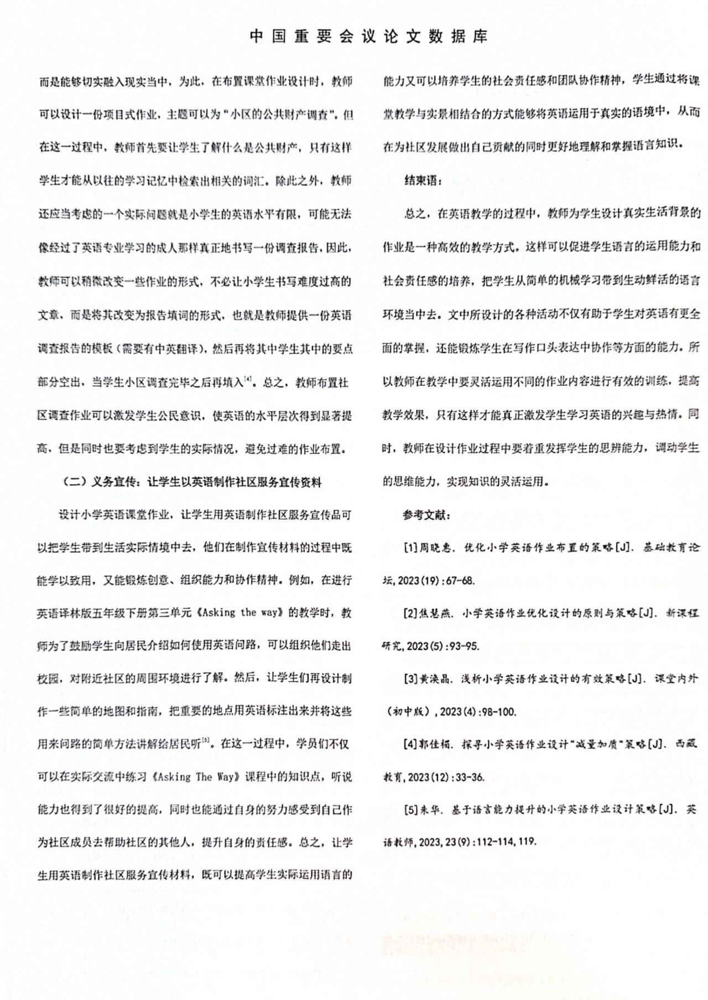 中国重要会议论文数据库
而是能够切实融入现实当中，为此，在布置课堂作业设计时，教师
可以设计一份项目式作业，主题可以为“小区的公共财产调查”。但
在这一过程中，教师首先要让学生了解什么是公共财产，只有这样
学生才能从以往的学习记忆中检索出相关的词汇。除此之外，教师
还应当考虑的一个实际问题就是小学生的英语水平有限，可能无法
像经过了英语专业学习的成人那样真正地书写一份调查报告，因此，
教师可以稍微改变一些作业的形式，不必让小学生书写难度过高的
文章，而是将其改变为报告填词的形式，也就是教师提供一份英语
调查报告的模板（需要有中英翻译），然后再将其中学生其中的要点
部分空出，当学生小区调查完毕之后再填入[4]。总之，教师布置社
区调查作业可以激发学生公民意识，使英语的水平层次得到显著提
高，但是同时也要考虑到学生的实际情况，避免过难的作业布置。
（二）义务宣传：让学生以英语制作社区服务宣传资料
设计小学英语课堂作业，让学生用英语制作社区服务宣传品可
以把学生带到生活实际情境中去，他们在制作宣传材料的过程中既
能学以致用，又能锻炼创意、组织能力和协作精神。例如，在进行
英语译林版五年级下册第三单元《Asking the way》的教学时，教
师为了鼓励学生向居民介绍如何使用英语问路，可以组织他们走出
校园，对附近社区的周围环境进行了解。然后，让学生们再设计制
作一些简单的地图和指南，把重要的地点用英语标注出来并将这些
用来问路的简单方法讲解给居民听[5]。在这一过程中，学员们不仅
可以在实际交流中练习《Asking The Way》课程中的知识点，听说
能力也得到了很好的提高，同时也能通过自身的努力感受到自己作
为社区成员去帮助社区的其他人，提升自身的责任感。总之，让学
生用英语制作社区服务宣传材料，既可以提高学生实际运用语言的
能力又可以培养学生的社会责任感和团队协作精神，学生通过将课
堂教学与实景相结合的方式能够将英语运用于真实的语境中，从而
在为社区发展做出自己贡献的同时更好地理解和掌握语言知识。
结束语：
总之，在英语教学的过程中，教师为学生设计真实生活背景的
作业是一种高效的教学方式。这样可以促进学生语言的运用能力和
社会责任感的培养，把学生从简单的机械学习带到生动鲜活的语言
环境当中去。文中所设计的各种活动不仅有助于学生对英语有更全
面的掌握，还能锻炼学生在写作口头表达中协作等方面的能力。所
以教师在教学中要灵活运用不同的作业内容进行有效的训练，提高
教学效果，只有这样才能真正激发学生学习英语的兴趣与热情。同
时，教师在设计作业过程中要着重发挥学生的思辨能力，调动学生
的思维能力，实现知识的灵活运用。
参考文献：
[1]周晓惠. 优化小学英语作业布置的策略[J]. 基础教育论
坛,2023(19):67-68.
[2]焦慧燕. 小学英语作业优化设计的原则与策略[J]. 新课程
研究,2023(5):93-95.
[3]黄涣晶. 浅析小学英语作业设计的有效策略[J]. 课堂内外
（初中版）,2023(4):98-100.
[4]郭佳楣. 探寻小学英语作业设计"减量加质"策略[J]. 西藏
教育,2023(12):33-36.
[5]朱华. 基于语言能力提升的小学英语作业设计策略[J]. 英
语教师,2023,23(9):112-114,119.